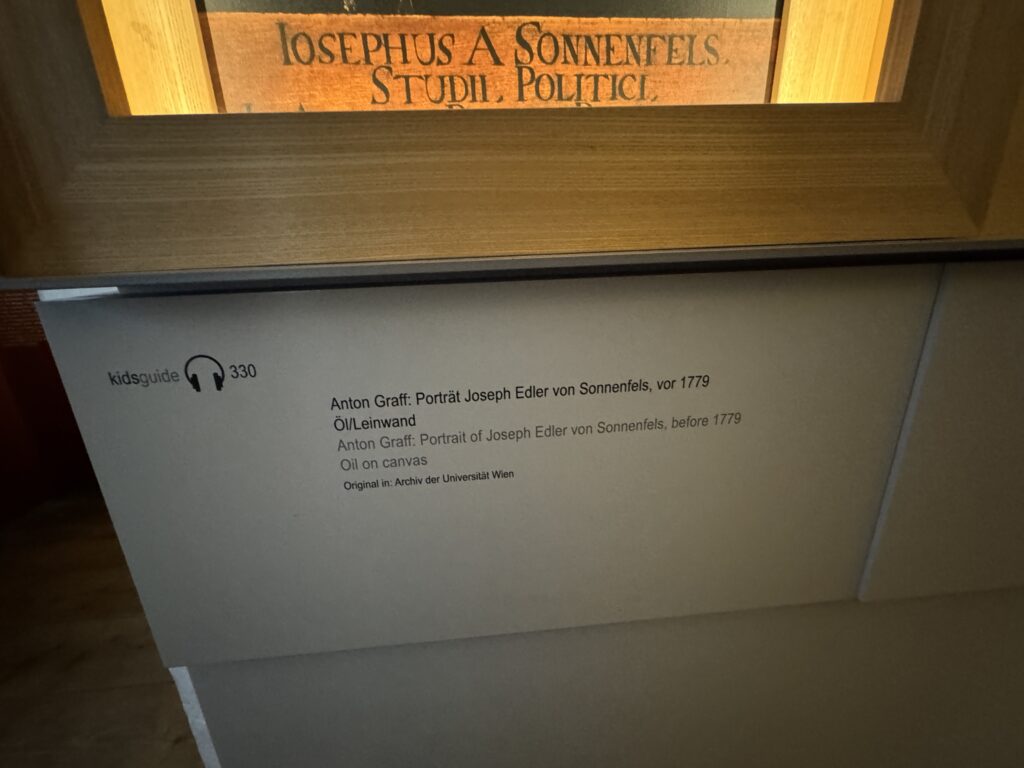 IOSEPHUS A SONNENFELS.
STUDII. POLITICI.
kidsguide 330
Anton Graff: Porträt Joseph Edler von Sonnenfels, vor 1779
Öl/Leinwand
Anton Graff: Portrait of Joseph Edler von Sonnenfels, before 1779
Oil on canvas
Original in: Archiv der Universität Wien